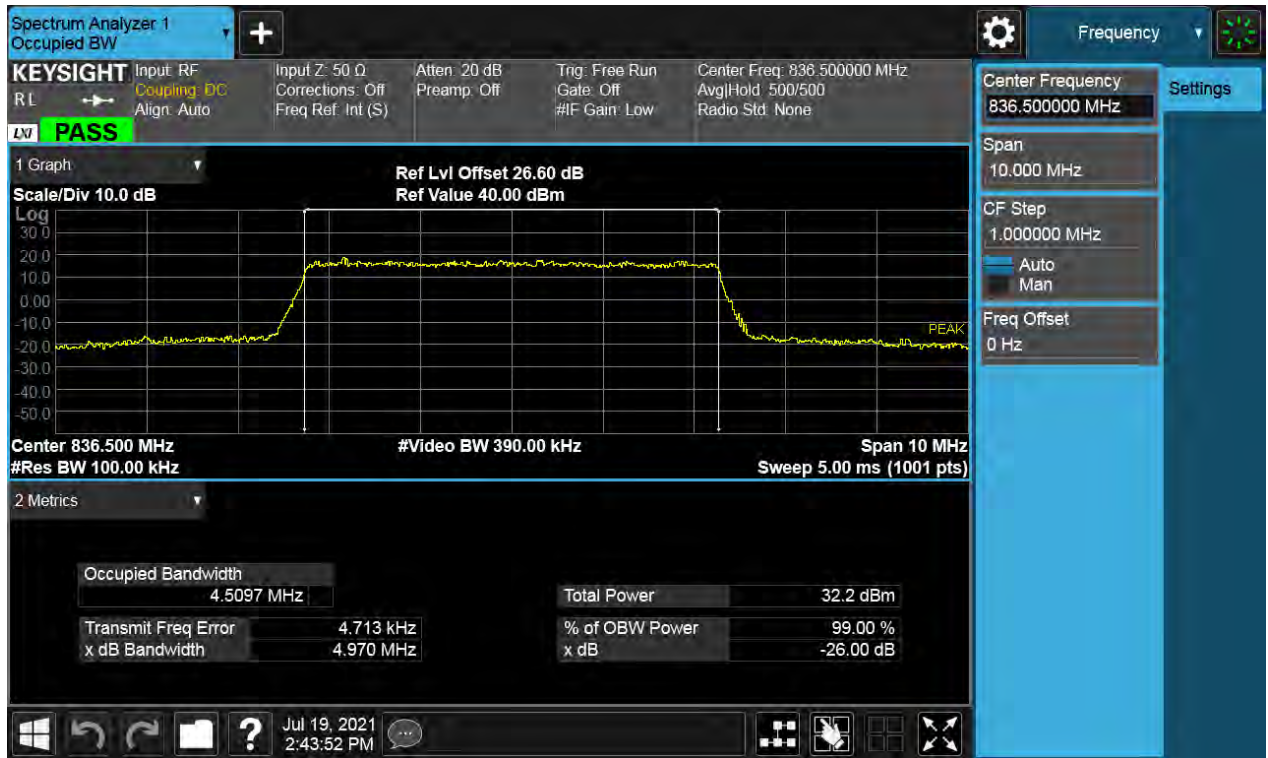 Spectrum Analyzer 1
Occupied BW
+
Frequency
KEYSIGHT
RL
LXI
PASS
Input: RF
Coupling: DC
Align: Auto
Input Z: 50 Ω
Corrections: Off
Freq Ref: Int (S)
Atten: 20 dB
Preamp: Off
Trig: Free Run
Gate: Off
#IF Gain: Low
Center Freq: 836.500000 MHz
Avg|Hold: 500/500
Radio Std: None
Center Frequency
836.500000 MHz
Settings
Span
10.000 MHz
CF Step
1.000000 MHz
Auto
Man
Freq Offset
0 Hz
1 Graph
Scale/Div 10.0 dB
Ref Lvl Offset 26.60 dB
Ref Value 40.00 dBm
Log
30.0
20.0
10.0
0.00
-10.0
-20.0
-30.0
-40.0
-50.0
PEAK
Center 836.500 MHz
#Video BW 390.00 kHz
Span 10 MHz
#Res BW 100.00 kHz
Sweep 5.00 ms (1001 pts)
2 Metrics
Occupied Bandwidth
4.5097 MHz
Total Power 32.2 dBm
Transmit Freq Error 4.713 kHz
% of OBW Power 99.00 %
x dB Bandwidth 4.970 MHz
x dB -26.00 dB
?
Jul 19, 2021
2:43:52 PM